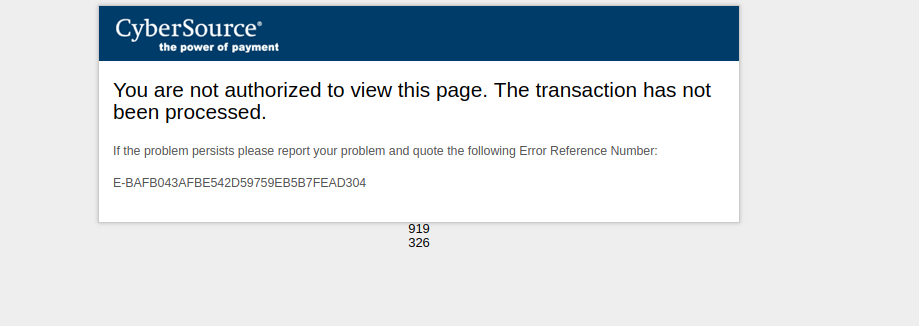 CyberSource®
the power of payment
You are not authorized to view this page. The transaction has not
been processed.
If the problem persists please report your problem and quote the following Error Reference Number:
E-BAFB043AFBE542D59759EB5B7FEAD304
919
326